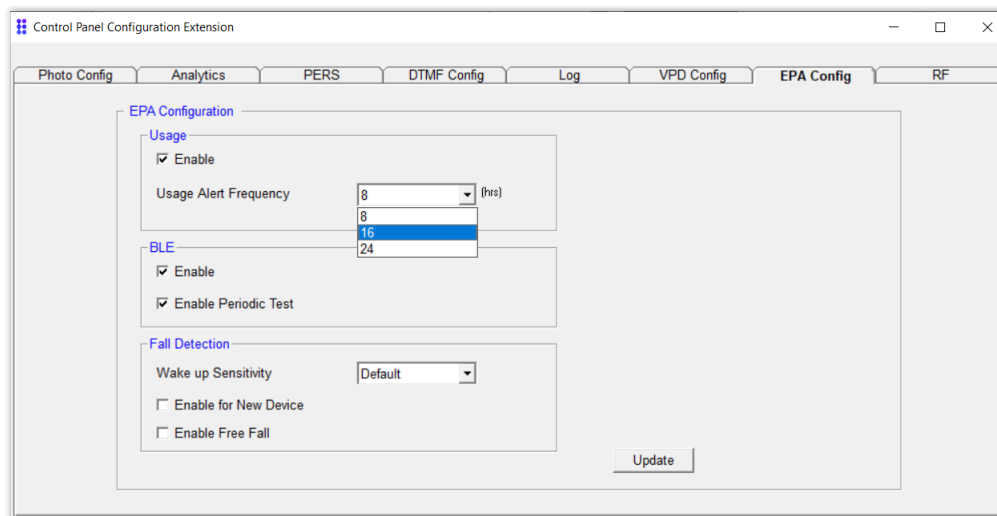 Control Panel Configuration Extension
Photo Config Analytics PERS DTMF Config Log VPD Config EPA Config RF
EPA Configuration
Usage
Enable
Usage Alert Frequency 8 (hrs)
8
16
24
BLE
Enable
Enable Periodic Test
Fall Detection
Wake up Sensitivity Default
Enable for New Device
Enable Free Fall
Update